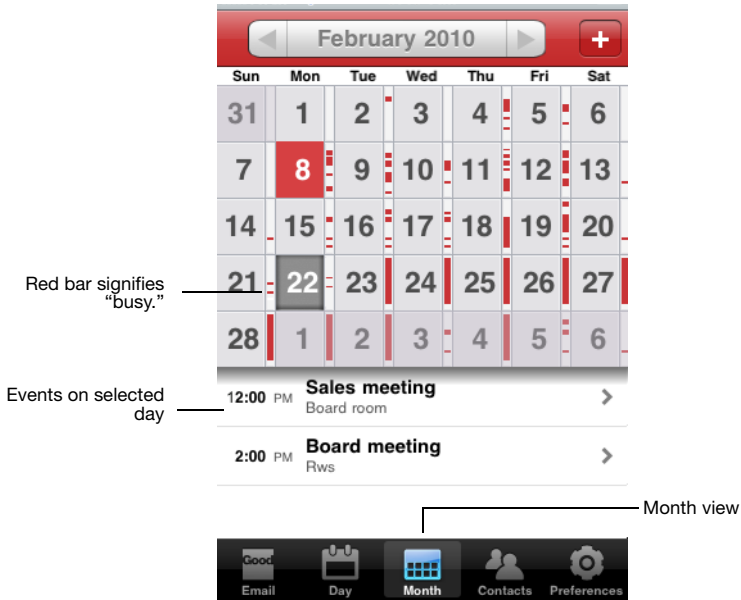 February 2010 +
Sun Mon Tue Wed Thu Fri Sat
31 1 2 3 4 5 6
7 8 9 10 11 12 13
14 15 16 17 18 19 20
21 22 23 24 25 26 27
28 1 2 3 4 5 6
Red bar signifies
“busy.”
Events on selected
day
12:00 PM Sales meeting
Board room
2:00 PM Board meeting
Rws
Month view
Good
Email Day Month Contacts Preferences